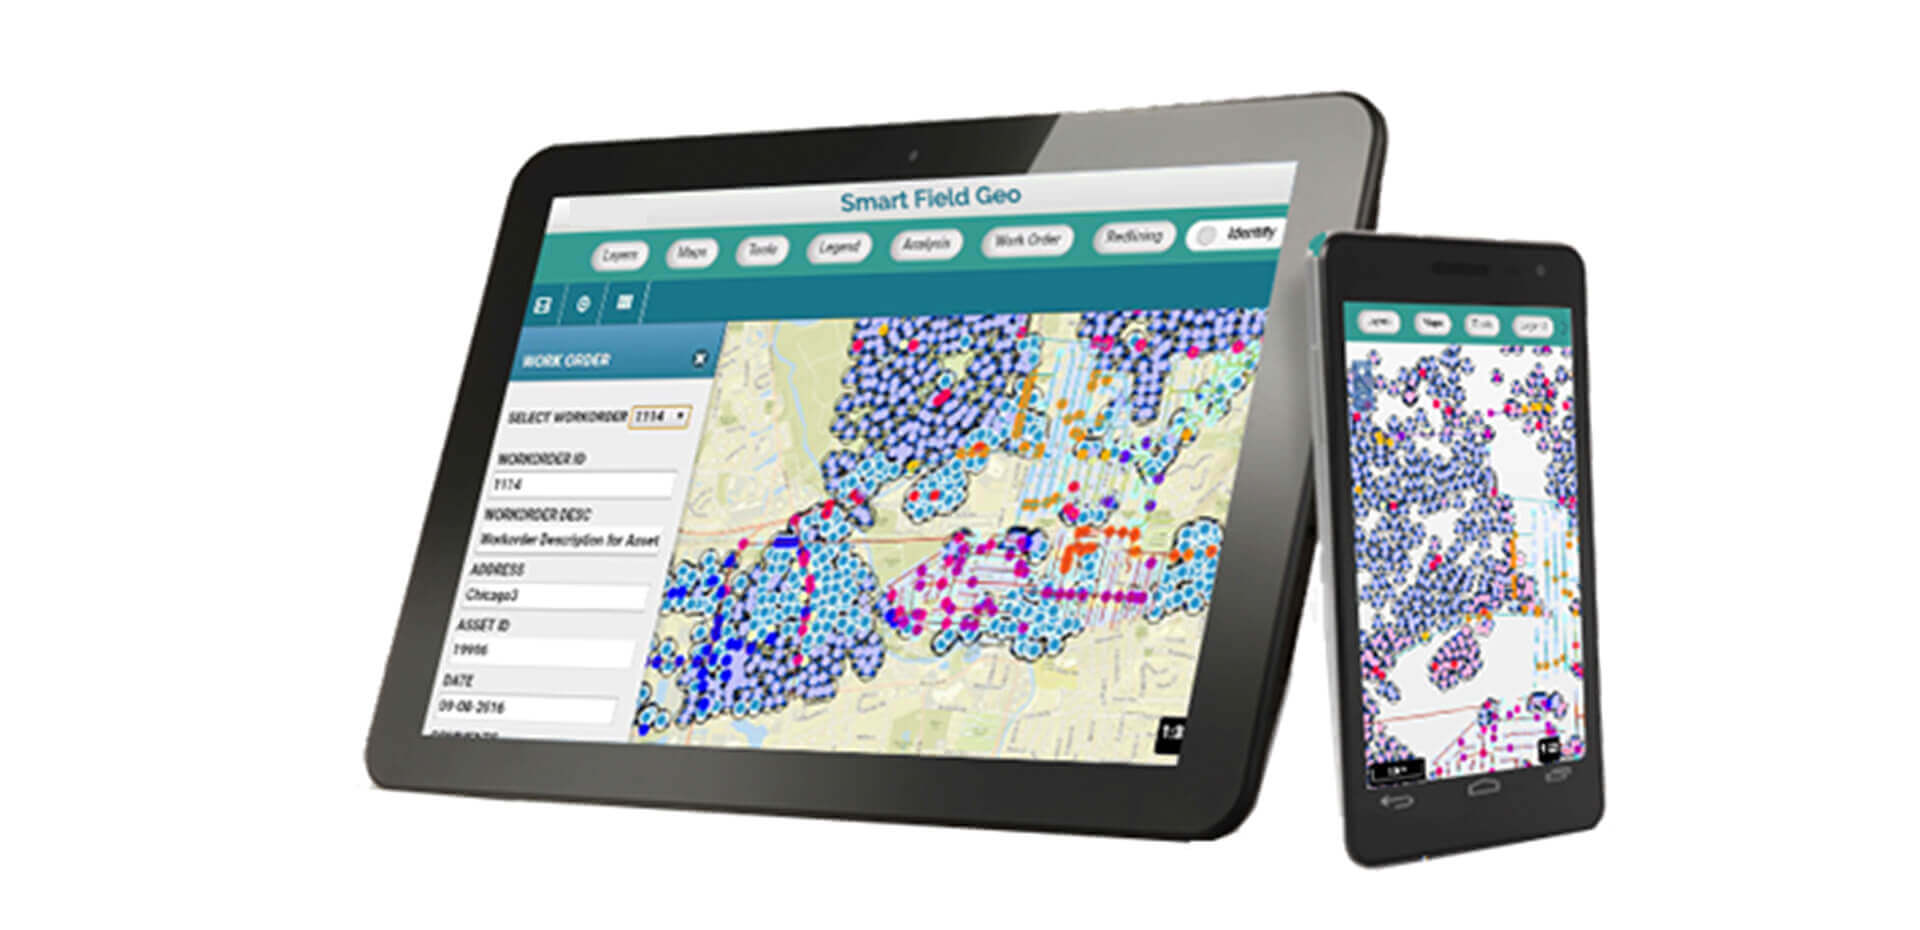 Smart Field Geo
Layers Maps Tools Legend Analysis Work Order Redlining Identify
WORK ORDER
SELECT WORKORDER 1114
WORKORDER ID
1114
WORKORDER DESC
Workorder Description for Asset
ADDRESS
Chicago3
ASSET ID
19986
DATE
09-08-2016
COMMENTS
Layers Maps Tools Legend